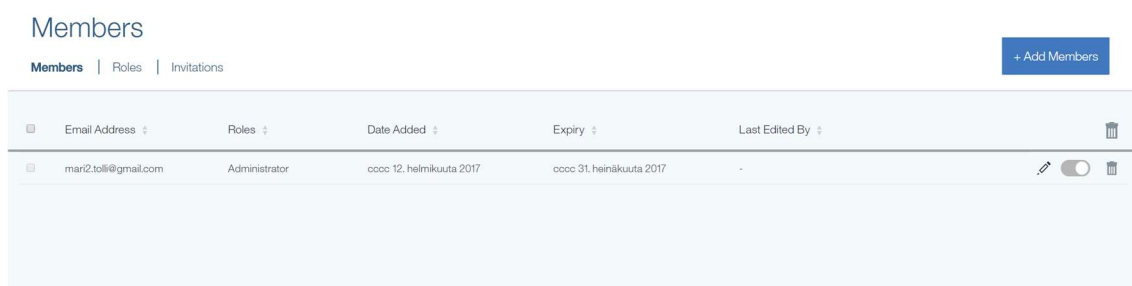 Members
+ Add Members
Members | Roles | Invitations
Email Address Roles Date Added Expiry Last Edited By
mari2.tolli@gmail.com Administrator cccc 12. helmikuuta 2017 cccc 31. heinäkuuta 2017 -